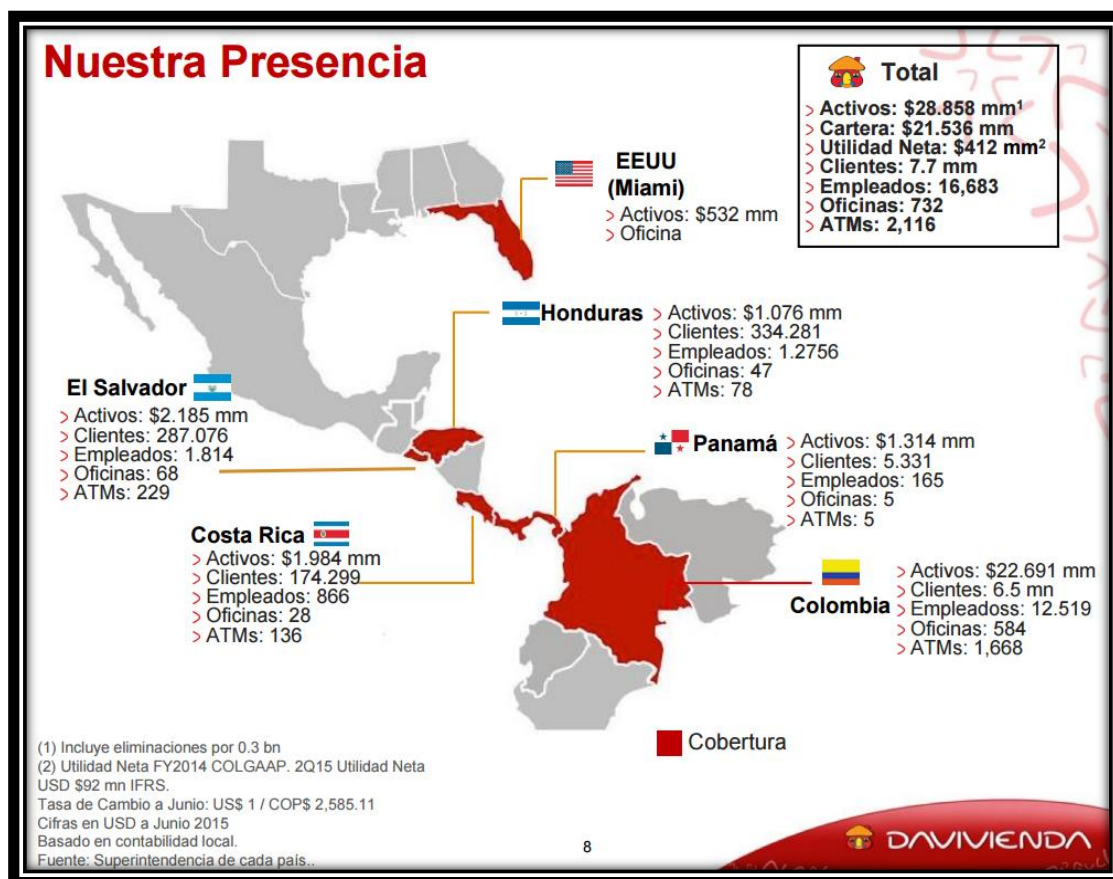 Nuestra Presencia
Total
> Activos: $28.858 mm¹
> Cartera: $21.536 mm
> Utilidad Neta: $412 mm²
> Clientes: 7.7 mm
> Empleados: 16,683
> Oficinas: 732
> ATMs: 2,116
EEUU
(Miami)
> Activos: $532 mm
> Oficina
Honduras
> Activos: $1.076 mm
> Clientes: 334.281
> Empleados: 1.2756
> Oficinas: 47
> ATMs: 78
El Salvador
> Activos: $2.185 mm
> Clientes: 287.076
> Empleados: 1.814
> Oficinas: 68
> ATMs: 229
Panamá
> Activos: $1.314 mm
> Clientes: 5.331
> Empleados: 165
> Oficinas: 5
> ATMs: 5
Costa Rica
> Activos: $1.984 mm
> Clientes: 174.299
> Empleados: 866
> Oficinas: 28
> ATMs: 136
Colombia
> Activos: $22.691 mm
> Clientes: 6.5 mn
> Empleadoss: 12.519
> Oficinas: 584
> ATMs: 1,668
Cobertura
(1) Incluye eliminaciones por 0.3 bn
(2) Utilidad Neta FY2014 COLGAAP. 2Q15 Utilidad Neta
USD $92 mn IFRS.
Tasa de Cambio a Junio: US$ 1 / COP$ 2,585.11
Cifras en USD a Junio 2015
Basado en contabilidad local.
Fuente: Superintendencia de cada país..
8
DAVIVIENDA